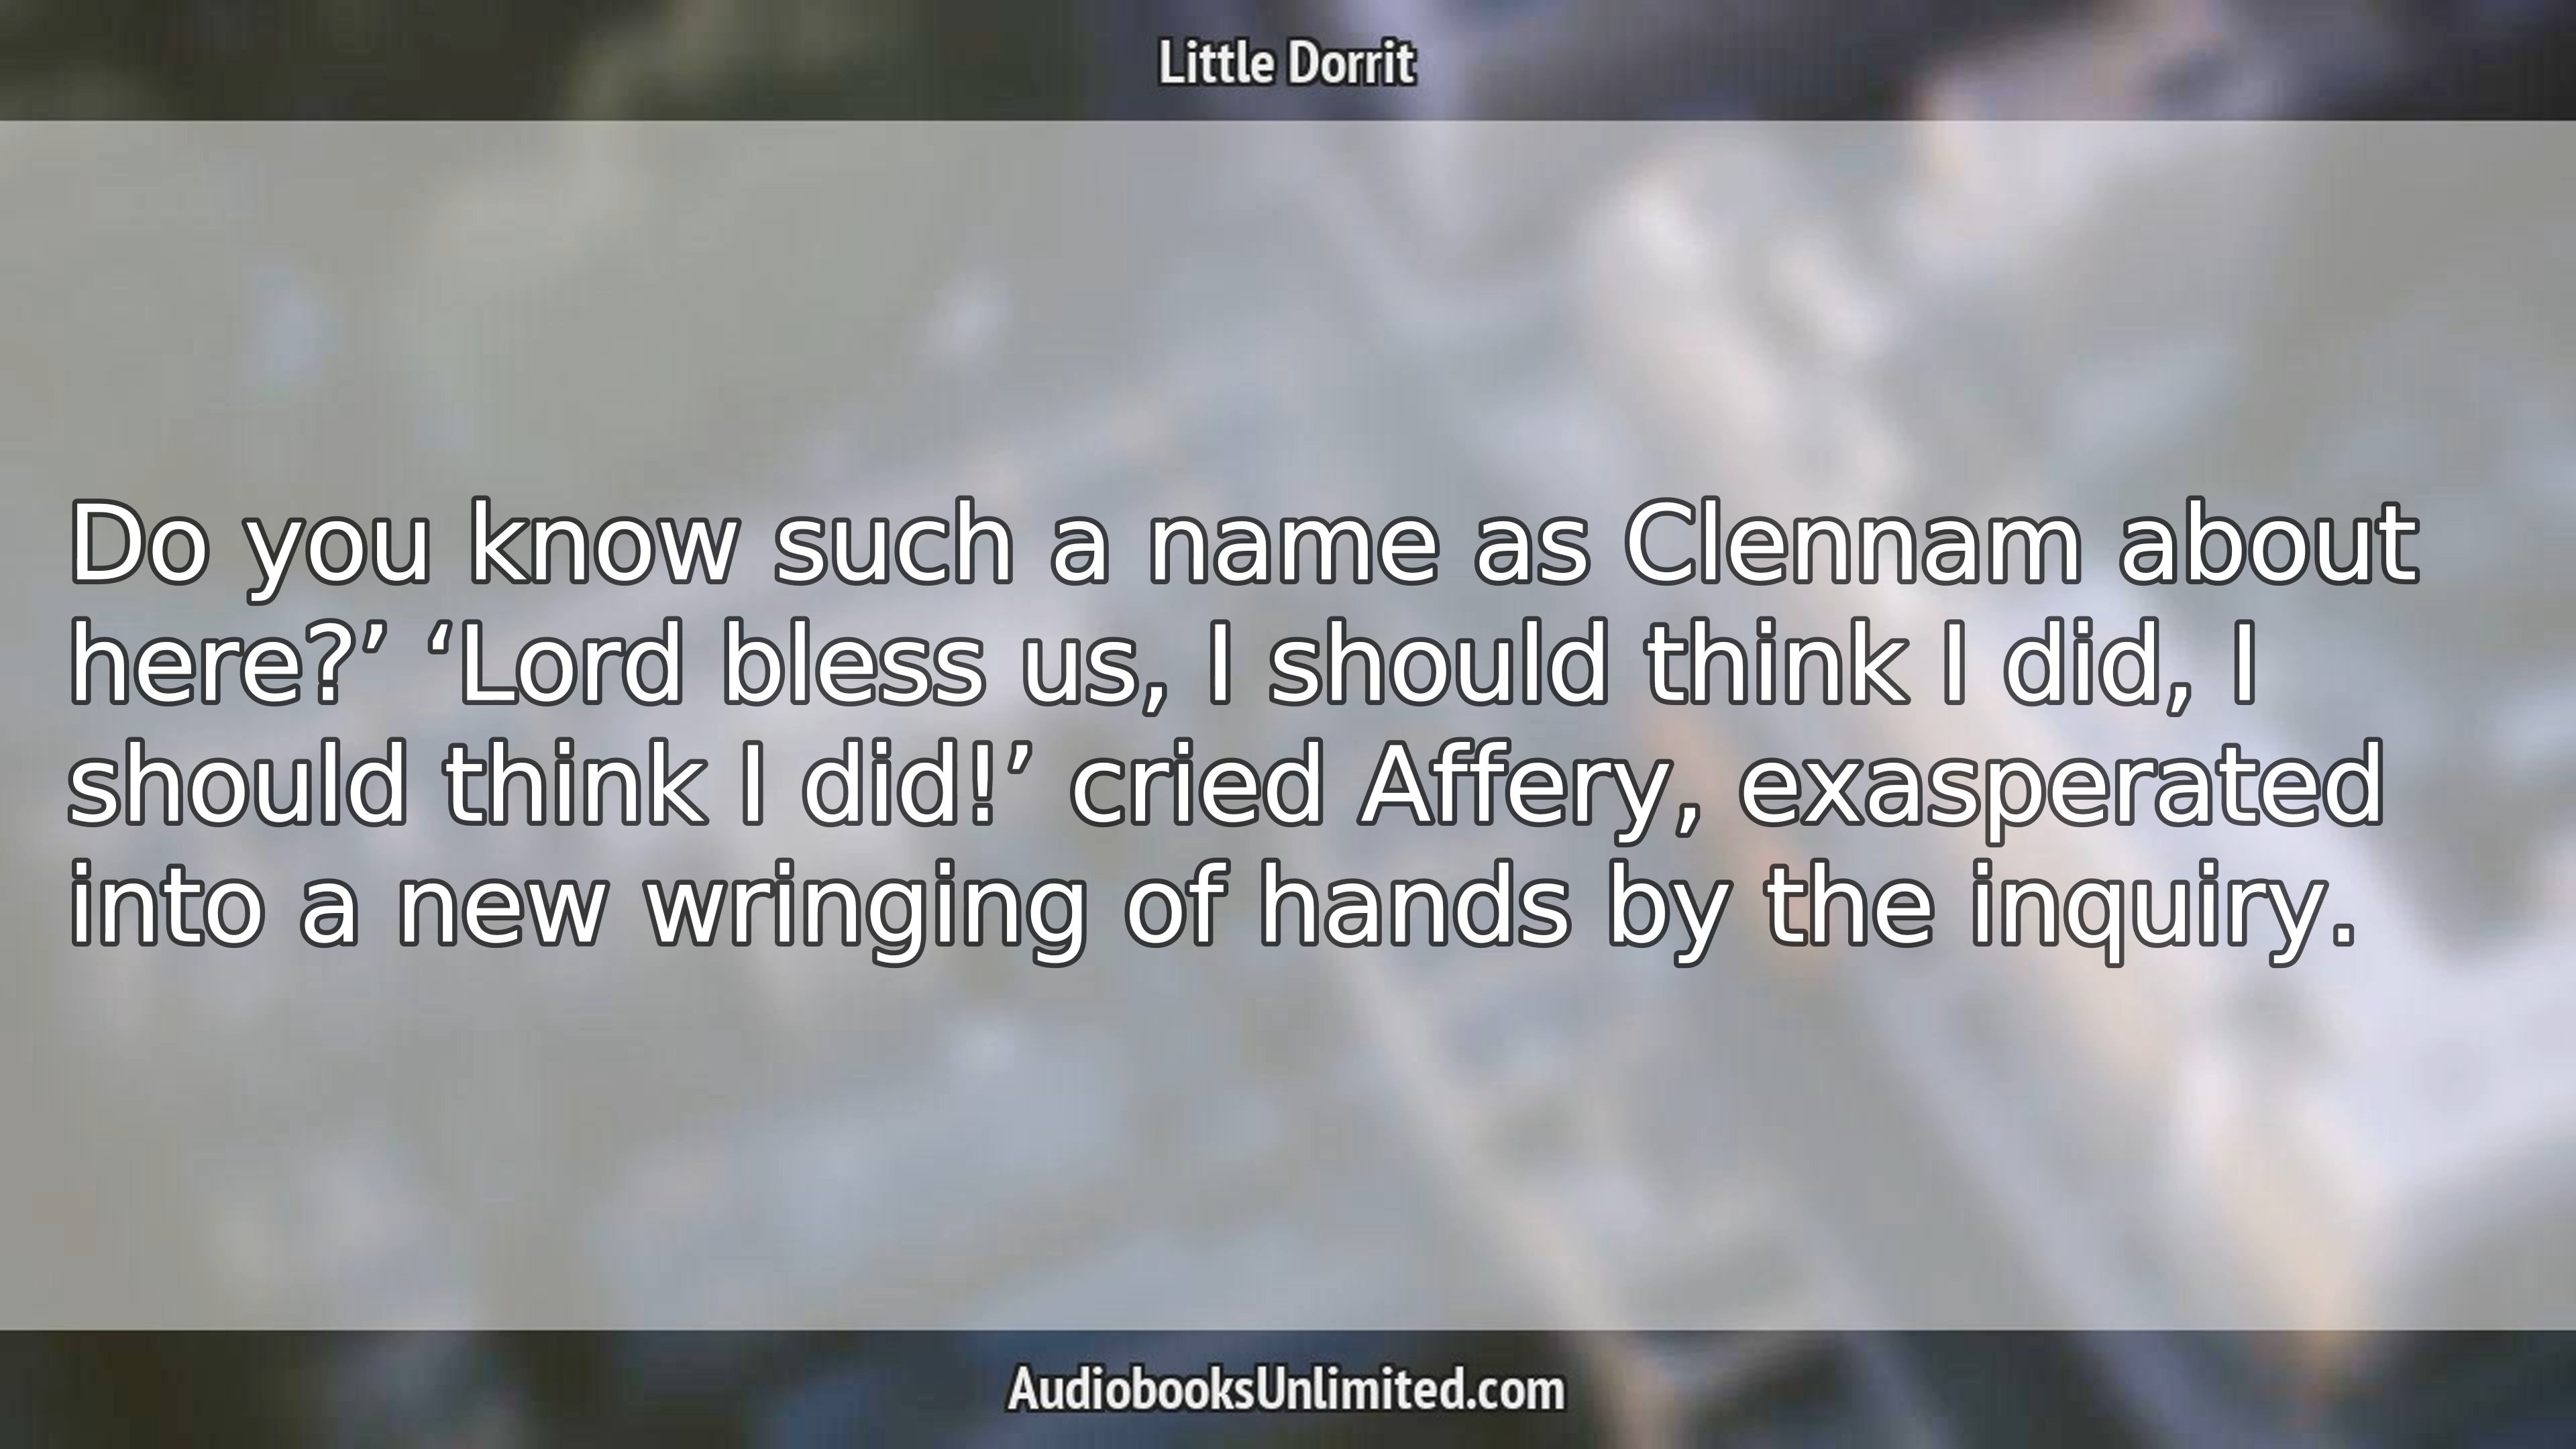 Little Dorrit
Do you know such a name as Clennam about
here?’ ‘Lord bless us, I should think I did, I
should think I did!’ cried Affery, exasperated
into a new wringing of hands by the inquiry.
AudiobooksUnlimited.com